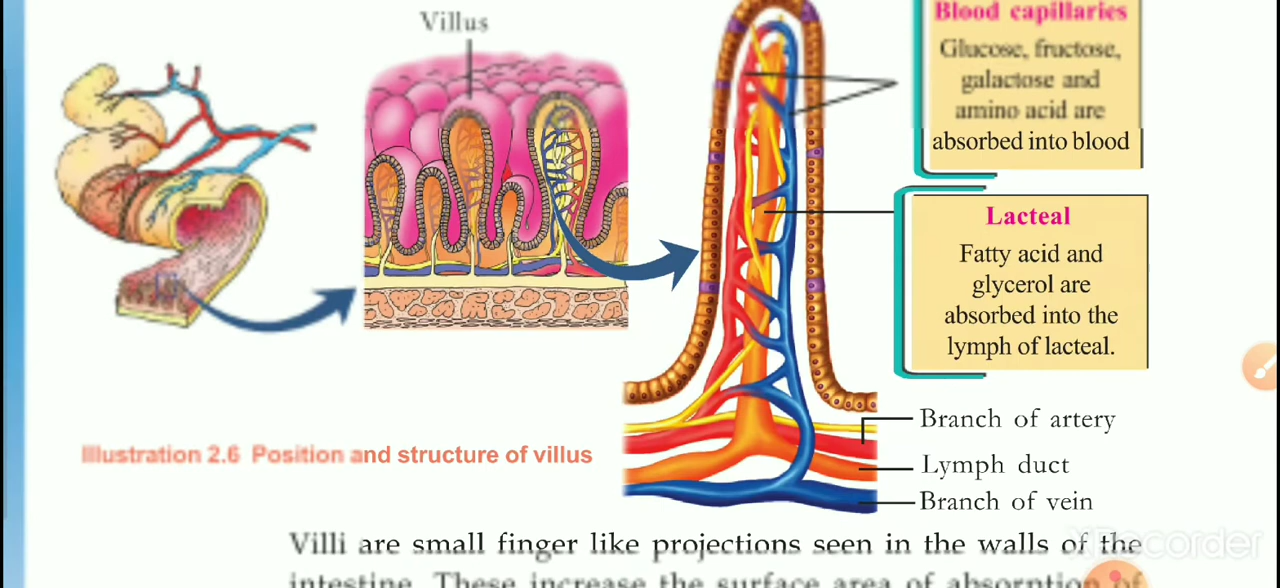 Villus
Blood capillaries
Glucose, fructose,
galactose and
amino acid are
absorbed into blood
Lacteal
Fatty acid and
glycerol are
absorbed into the
lymph of lacteal.
Branch of artery
Lymph duct
Branch of vein
Illustration 2.6 Position and structure of villus
Villi are small finger like projections seen in the walls of the
intestine. These increase the surface area of absorption of
XRecorder